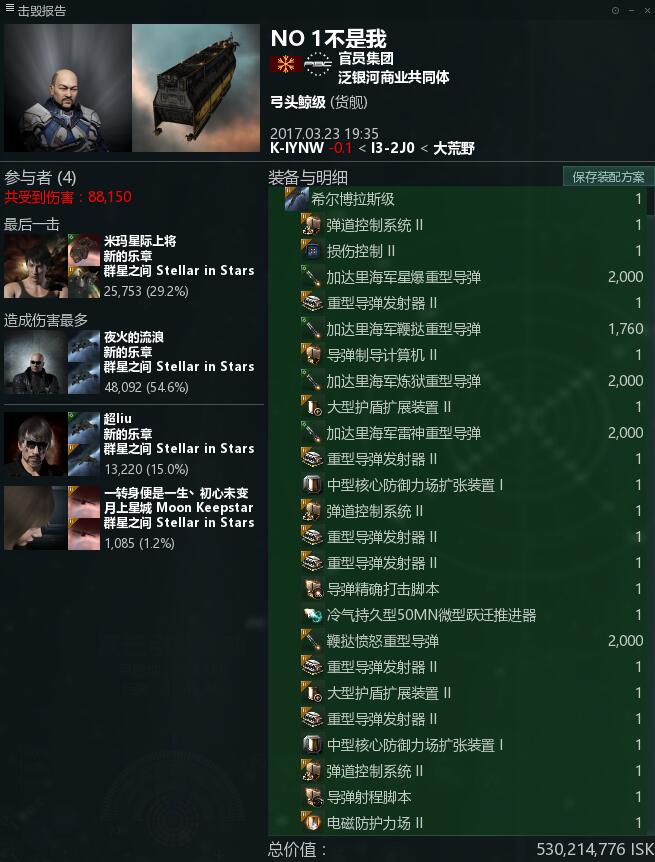 击毁报告
NO 1不是我
官员集团
泛银河商业共同体
弓头鲸级 (货舰)
2017.03.23 19:35
K-IYNW -0.1 < I3-2J0 < 大荒野
参与者 (4)
共受到伤害：88,150
最后一击
米玛星际上将
新的乐章
群星之间 Stellar in Stars
25,753 (29.2%)
造成伤害最多
夜火的流浪
新的乐章
群星之间 Stellar in Stars
48,092 (54.6%)
超liu
新的乐章
群星之间 Stellar in Stars
13,220 (15.0%)
一转身便是一生、初心未变
月上星城 Moon Keepstar
群星之间 Stellar in Stars
1,085 (1.2%)
装备与明细
保存装配方案
希尔博拉斯级 1
弹道控制系统 II 1
损伤控制 II 1
加达里海军星爆重型导弹 2,000
重型导弹发射器 II 1
加达里海军鞭挞重型导弹 1,760
导弹制导计算机 II 1
加达里海军炼狱重型导弹 2,000
大型护盾扩展装置 II 1
加达里海军雷神重型导弹 2,000
重型导弹发射器 II 1
中型核心防御力场扩张装置 I 1
弹道控制系统 II 1
重型导弹发射器 II 1
重型导弹发射器 II 1
导弹精确打击脚本 1
冷气持久型50MN微型跃迁推进器 1
鞭挞愤怒重型导弹 2,000
重型导弹发射器 II 1
大型护盾扩展装置 II 1
重型导弹发射器 II 1
中型核心防御力场扩张装置 I 1
弹道控制系统 II 1
导弹射程脚本 1
电磁防护力场 II 1
总价值： 530,214,776 ISK